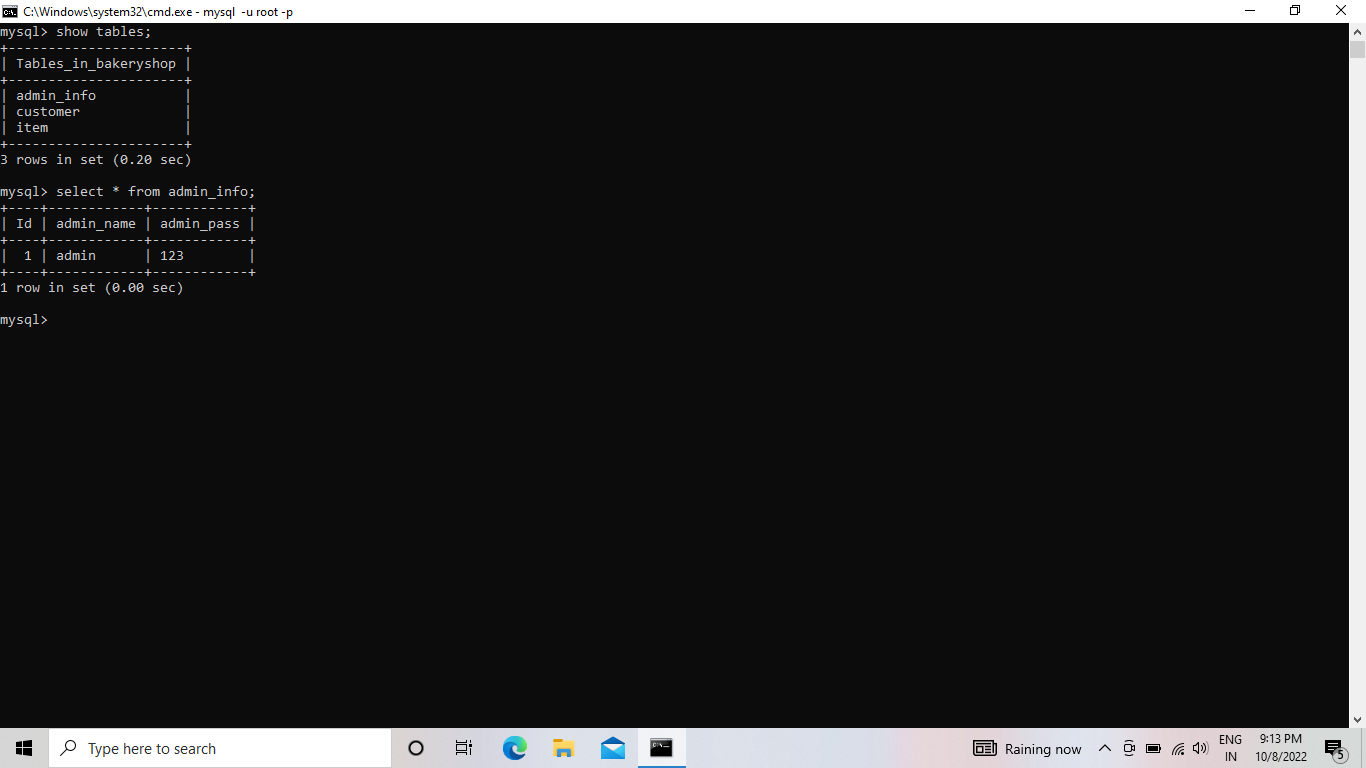 C:\Windows\system32\cmd.exe - mysql  -u root -p
mysql> show tables;
+----------------------+
| Tables_in_bakeryshop |
+----------------------+
| admin_info           |
| customer             |
| item                 |
+----------------------+
3 rows in set (0.20 sec)
mysql> select * from admin_info;
+----+------------+------------+
| Id | admin_name | admin_pass |
+----+------------+------------+
|  1 | admin      | 123        |
+----+------------+------------+
1 row in set (0.00 sec)
mysql>
Type here to search
Raining now
ENG
IN
9:13 PM
10/8/2022
5